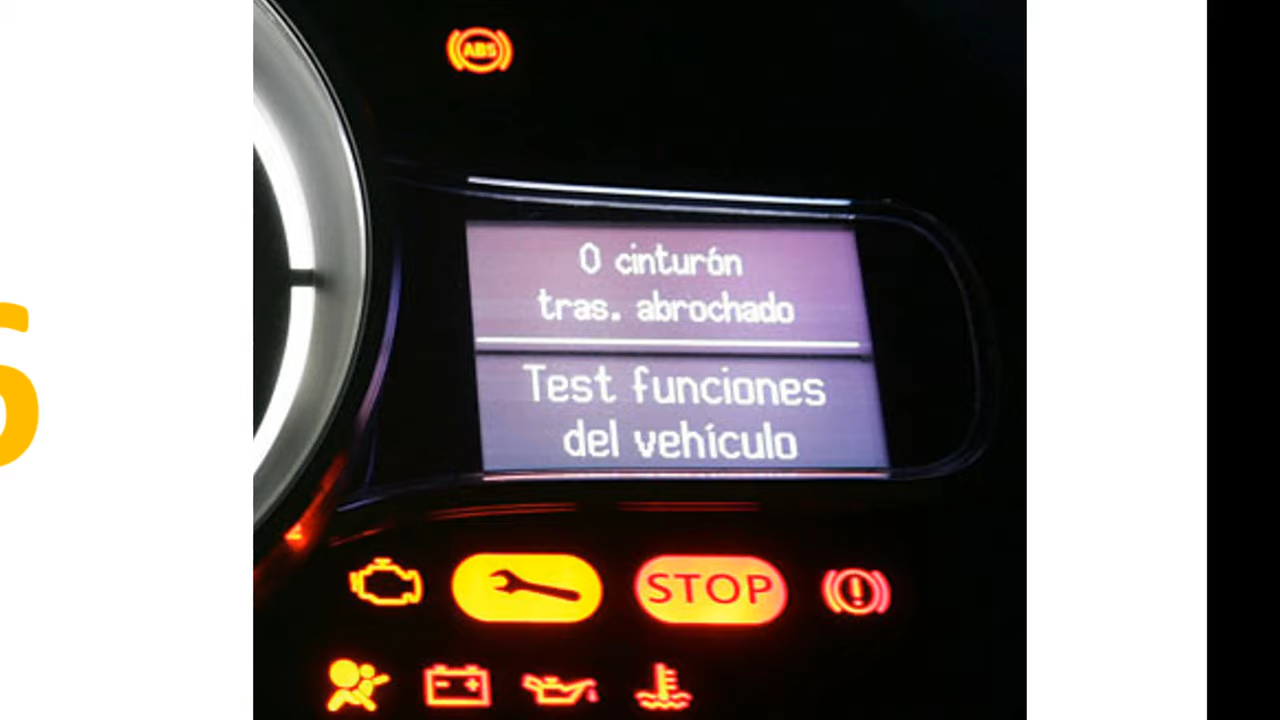 ABS
0 cinturón
tras. abrochado
Test funciones
del vehículo
STOP